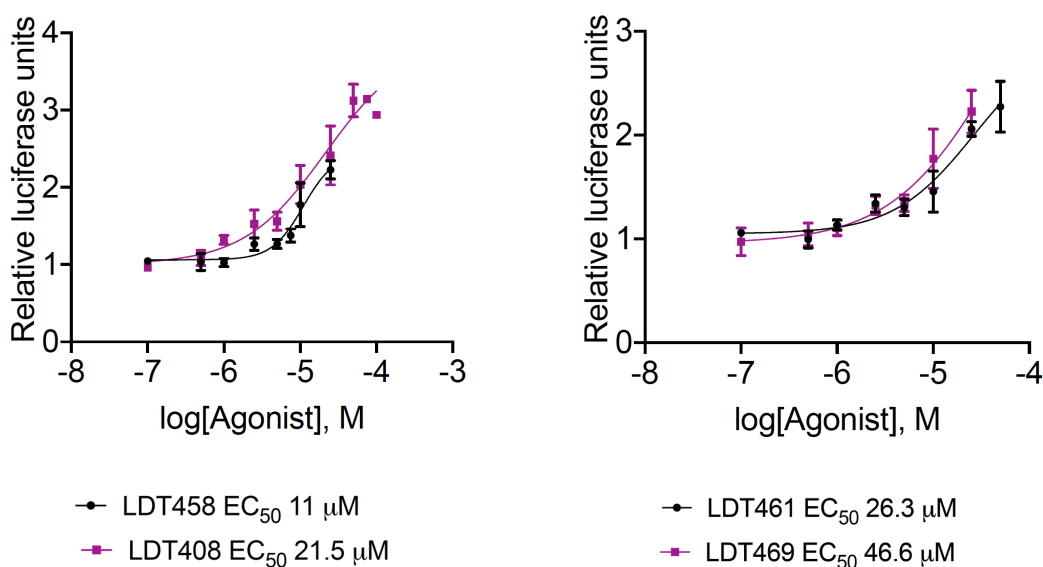 Relative luciferase units
4
3
2
1
0
-8
-7
-6
-5
-4
-3
log[Agonist], M
LDT458 EC50 11 μM
LDT408 EC50 21.5 μM
Relative luciferase units
3
2
1
0
-8
-7
-6
-5
-4
log[Agonist], M
LDT461 EC50 26.3 μM
LDT469 EC50 46.6 μM